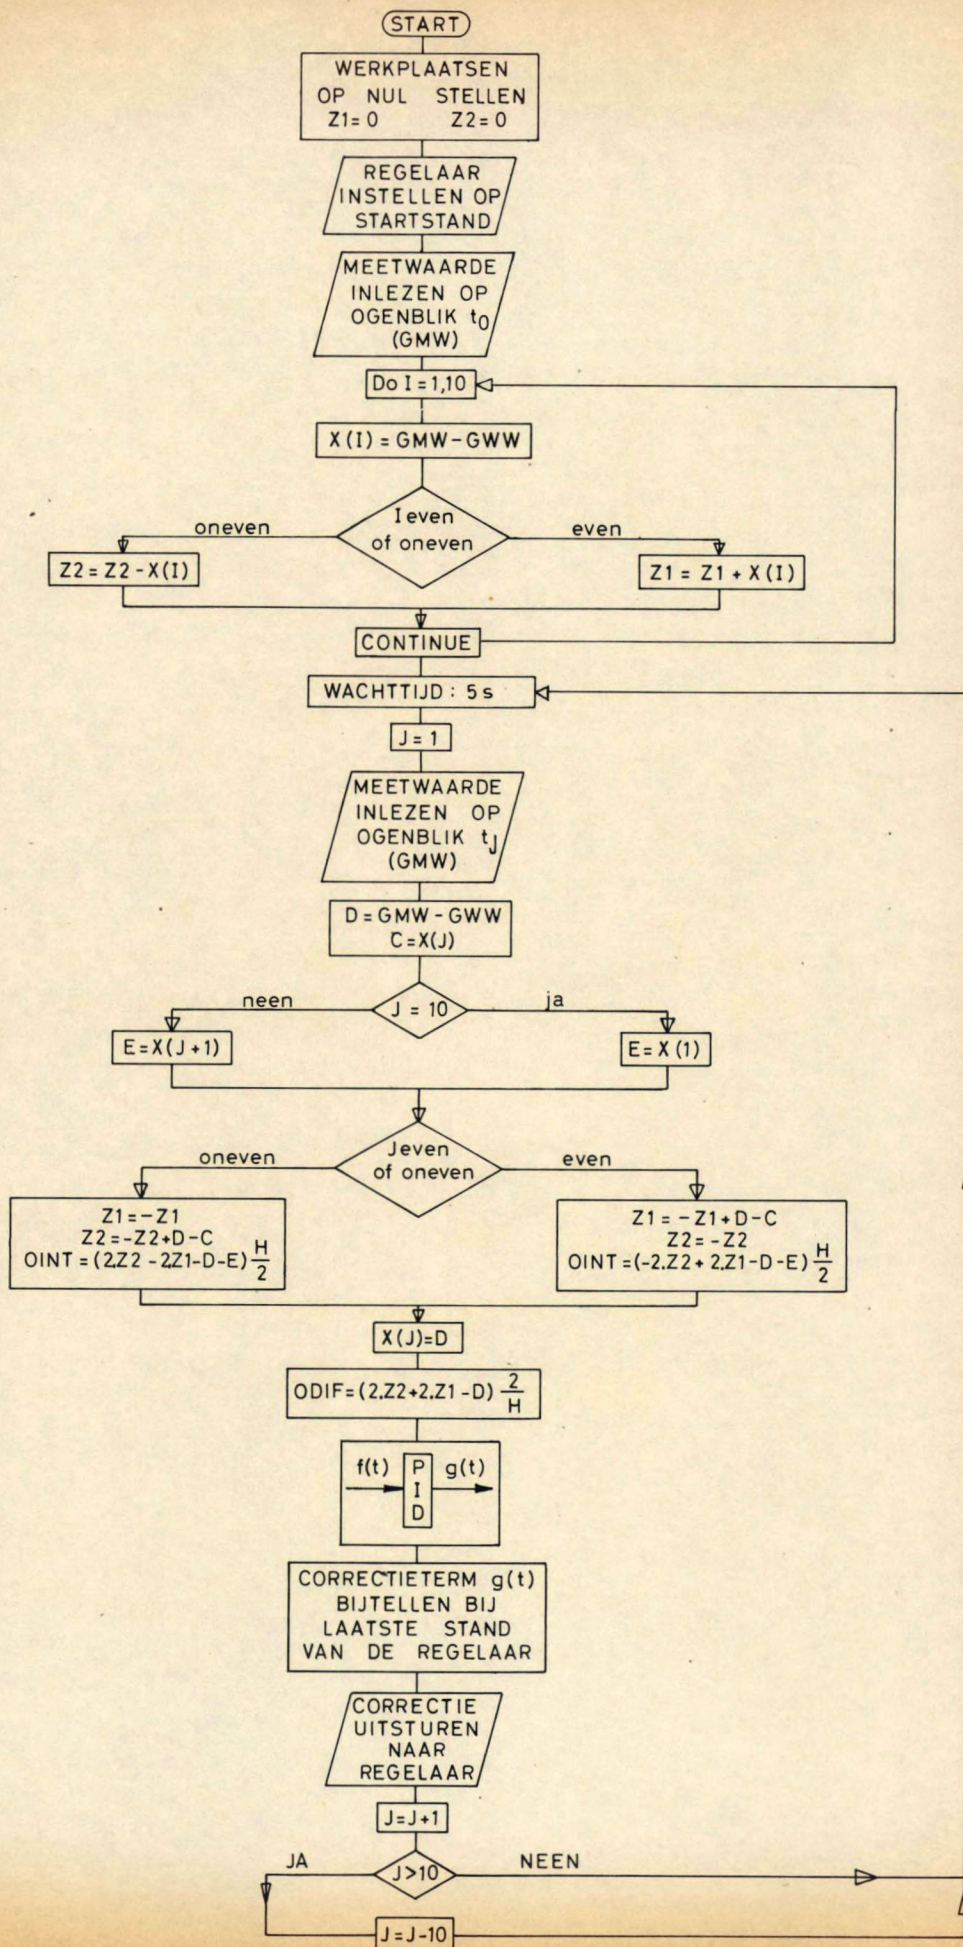 START
WERKPLAATSEN
OP NUL STELLEN
Z1=0 Z2=0
REGELAAR
INSTELLEN OP
STARTSTAND
MEETWAARDE
INLEZEN OP
OGENBLIK t0
(GMW)
Do I=1,10
X(I)=GMW-GWW
I even
of oneven
oneven
even
Z2=Z2-X(I)
Z1=Z1+X(I)
CONTINUE
WACHTTIJD: 5s
J=1
MEETWAARDE
INLEZEN OP
OGENBLIK tJ
(GMW)
D=GMW-GWW
C=X(J)
J=10
neen
ja
E=X(J+1)
E=X(1)
J even
of oneven
oneven
even
Z1=-Z1
Z2=-Z2+D-C
OINT=(2.Z2-2.Z1-D-E) H/2
Z1=-Z1+D-C
Z2=-Z2
OINT=(-2.Z2+2.Z1-D-E) H/2
X(J)=D
ODIF=(2.Z2+2.Z1-D) 2/H
f(t) PID g(t)
CORRECTIETERM g(t)
BIJTELLEN BIJ
LAATSTE STAND
VAN DE REGELAAR
CORRECTIE
UITSTUREN
NAAR
REGELAAR
J=J+1
J>10
JA
NEEN
J=J-10